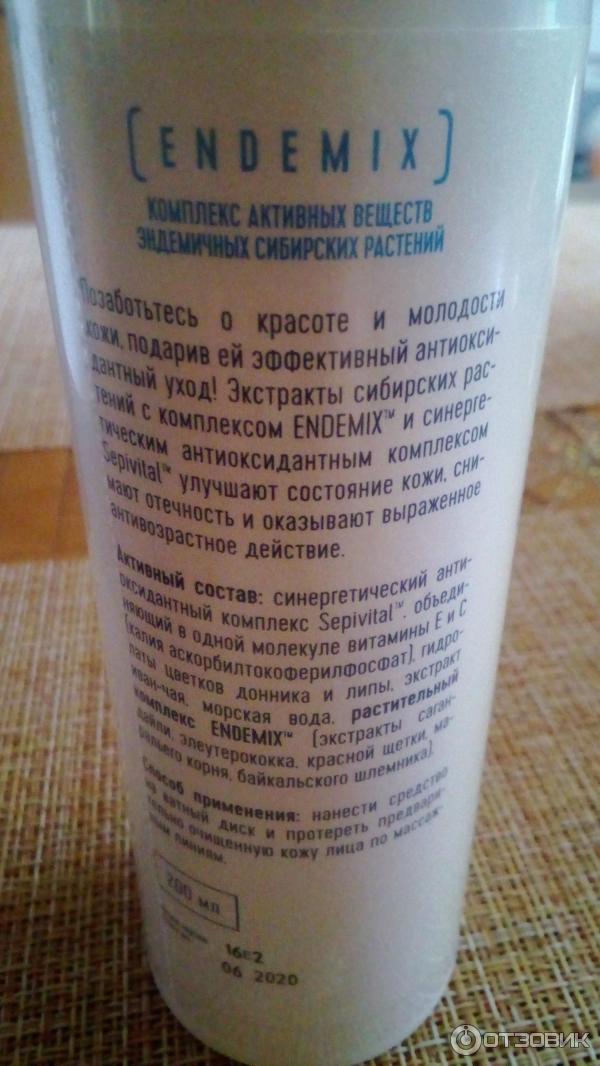 [ENDEMIX]
КОМПЛЕКС АКТИВНЫХ ВЕЩЕСТВ
ЭНДЕМИЧНЫХ СИБИРСКИХ РАСТЕНИЙ
Позаботьтесь о красоте и молодости
кожи, подарив ей эффективный антиокси-
дантный уход! Экстракты сибирских рас-
тений с комплексом ENDEMIX™ и синерге-
тическим антиоксидантным комплексом
Sepivital™ улучшают состояние кожи, сни-
мают отечность и оказывают выраженное
антивозрастное действие.
Активный состав: синергетический анти-
оксидантный комплекс Sepivital™, объеди-
няющий в одной молекуле витамины Е и С
(калия аскорбилтокоферилфосфат), гидро-
латы цветков донника и липы, экстракт
иван-чая, морская вода, растительный
комплекс ENDEMIX™ (экстракты саган-
дайли, элеутерококка, красной щетки, ма-
ральего корня, байкальского шлемника).
Способ применения: нанести средство
на ватный диск и протереть предвари-
тельно очищенную кожу лица по массаж-
ным линиям.
200 мл
16E2
06 2020
ОТЗОВИК